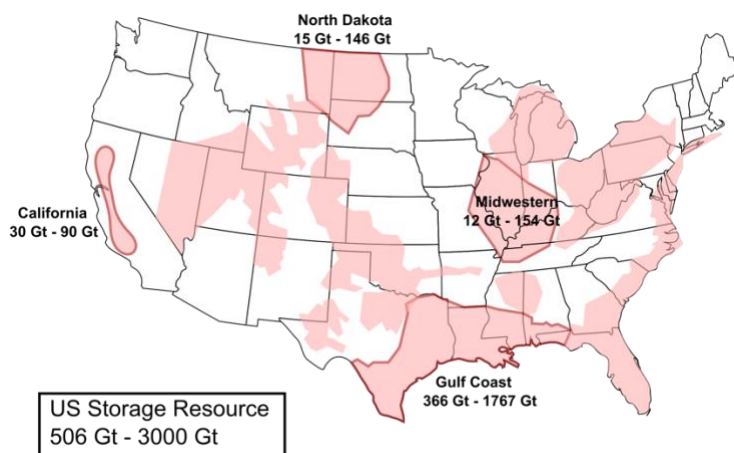 North Dakota
15 Gt - 146 Gt
California
30 Gt - 90 Gt
Midwestern
12 Gt - 154 Gt
Gulf Coast
366 Gt - 1767 Gt
US Storage Resource
506 Gt - 3000 Gt